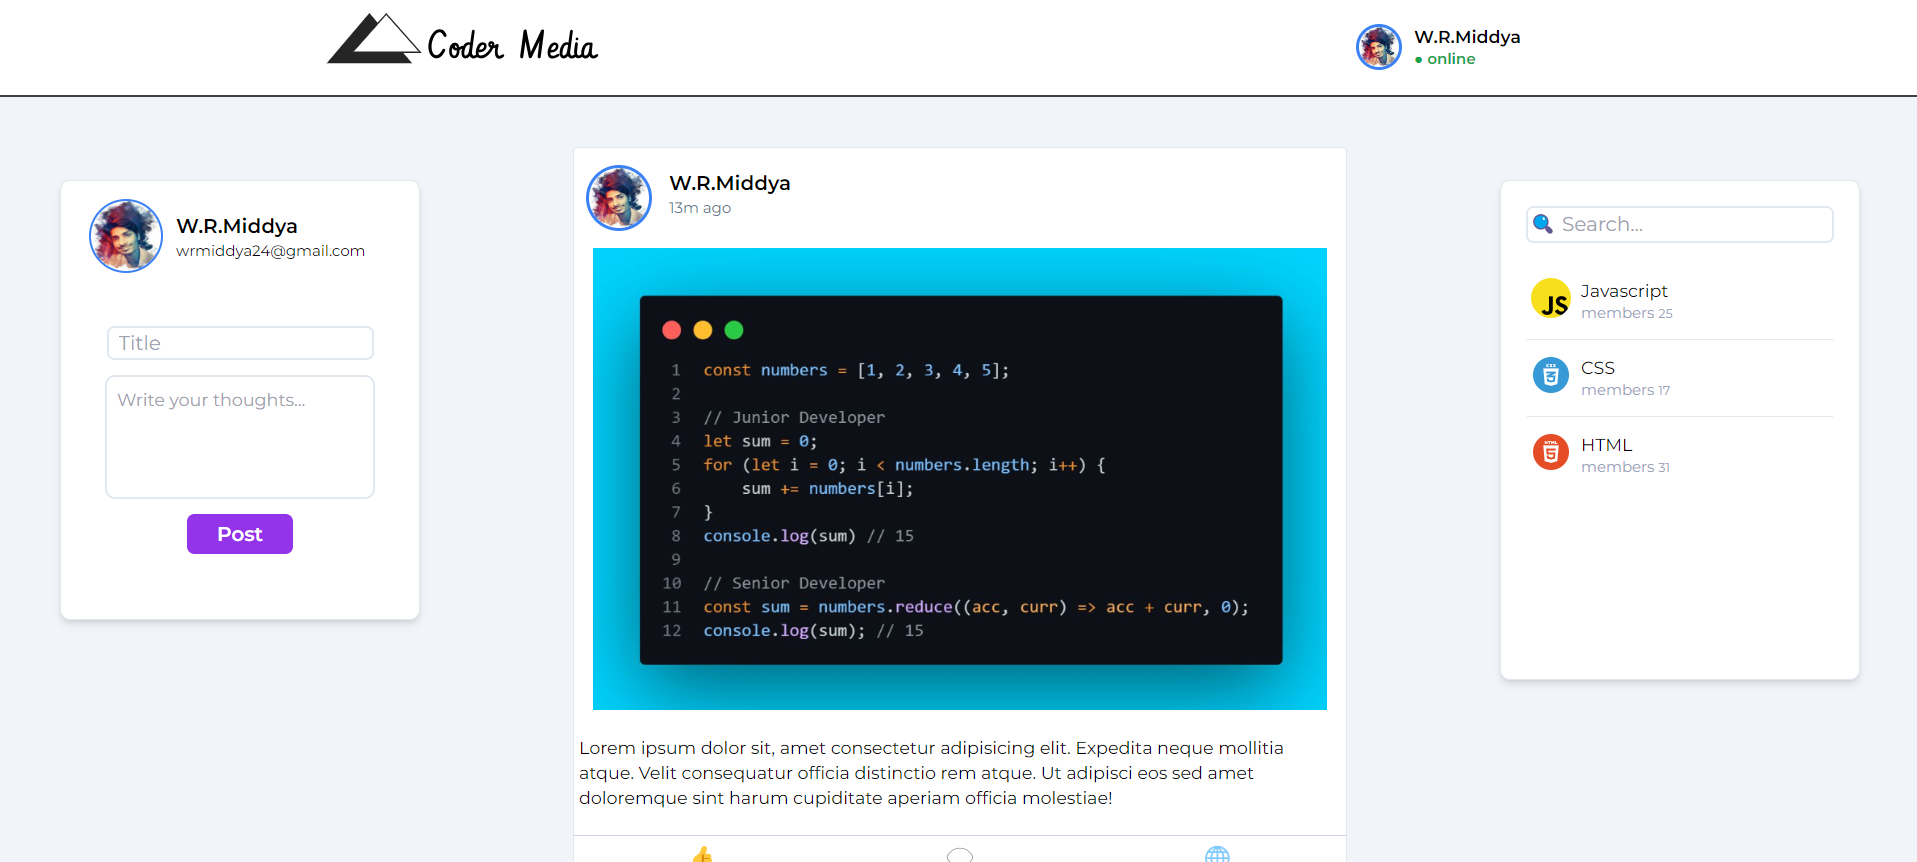 Coder Media
W.R.Middya
● online
W.R.Middya
wrmiddya24@gmail.com
Title
Write your thoughts...
Post
W.R.Middya
13m ago
1 const numbers = [1, 2, 3, 4, 5];
2
3 // Junior Developer
4 let sum = 0;
5 for (let i = 0; i < numbers.length; i++) {
6     sum += numbers[i];
7 }
8 console.log(sum) // 15
9
10 // Senior Developer
11 const sum = numbers.reduce((acc, curr) => acc + curr, 0);
12 console.log(sum); // 15
Lorem ipsum dolor sit, amet consectetur adipisicing elit. Expedita neque mollitia
atque. Velit consequatur officia distinctio rem atque. Ut adipisci eos sed amet
doloremque sint harum cupiditate aperiam officia molestiae!
Search...
JS
Javascript
members 25
CSS
3
CSS
members 17
HTML
5
HTML
members 31